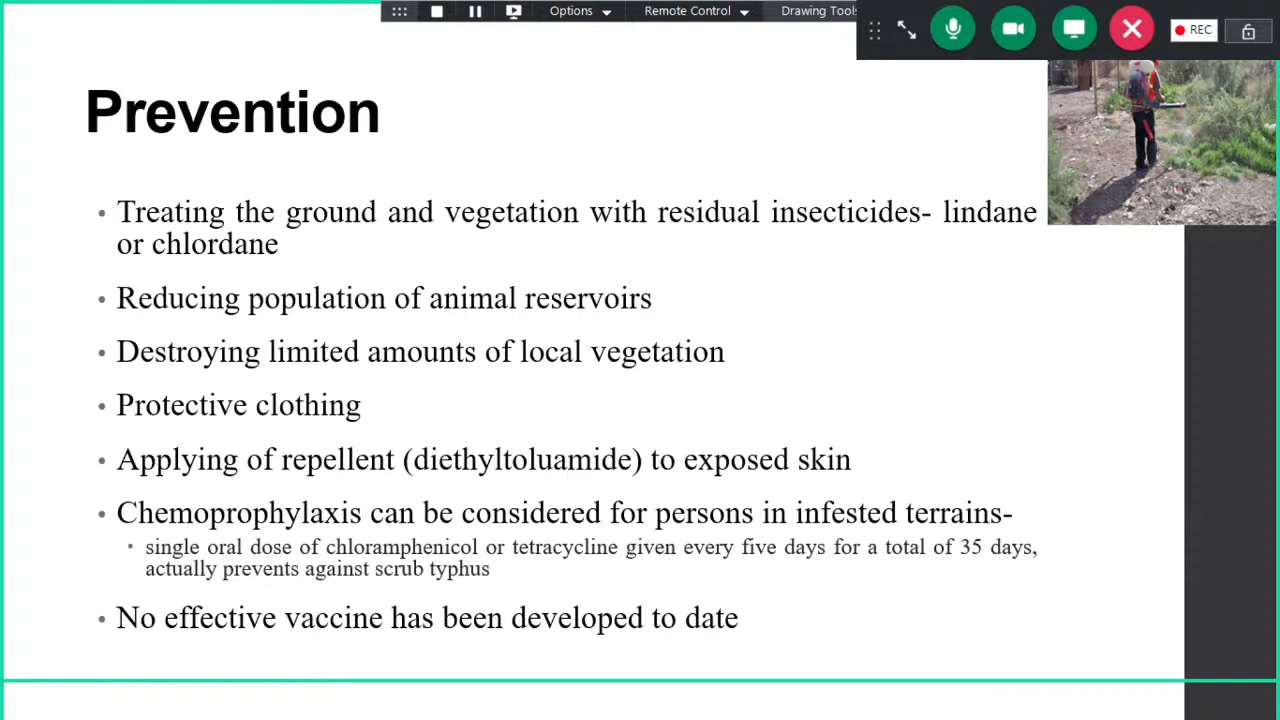 Options
Remote Control
Drawing Tools
REC
Prevention
• Treating the ground and vegetation with residual insecticides- lindane
or chlordane
• Reducing population of animal reservoirs
• Destroying limited amounts of local vegetation
• Protective clothing
• Applying of repellent (diethyltoluamide) to exposed skin
• Chemoprophylaxis can be considered for persons in infested terrains-
• single oral dose of chloramphenicol or tetracycline given every five days for a total of 35 days,
actually prevents against scrub typhus
• No effective vaccine has been developed to date